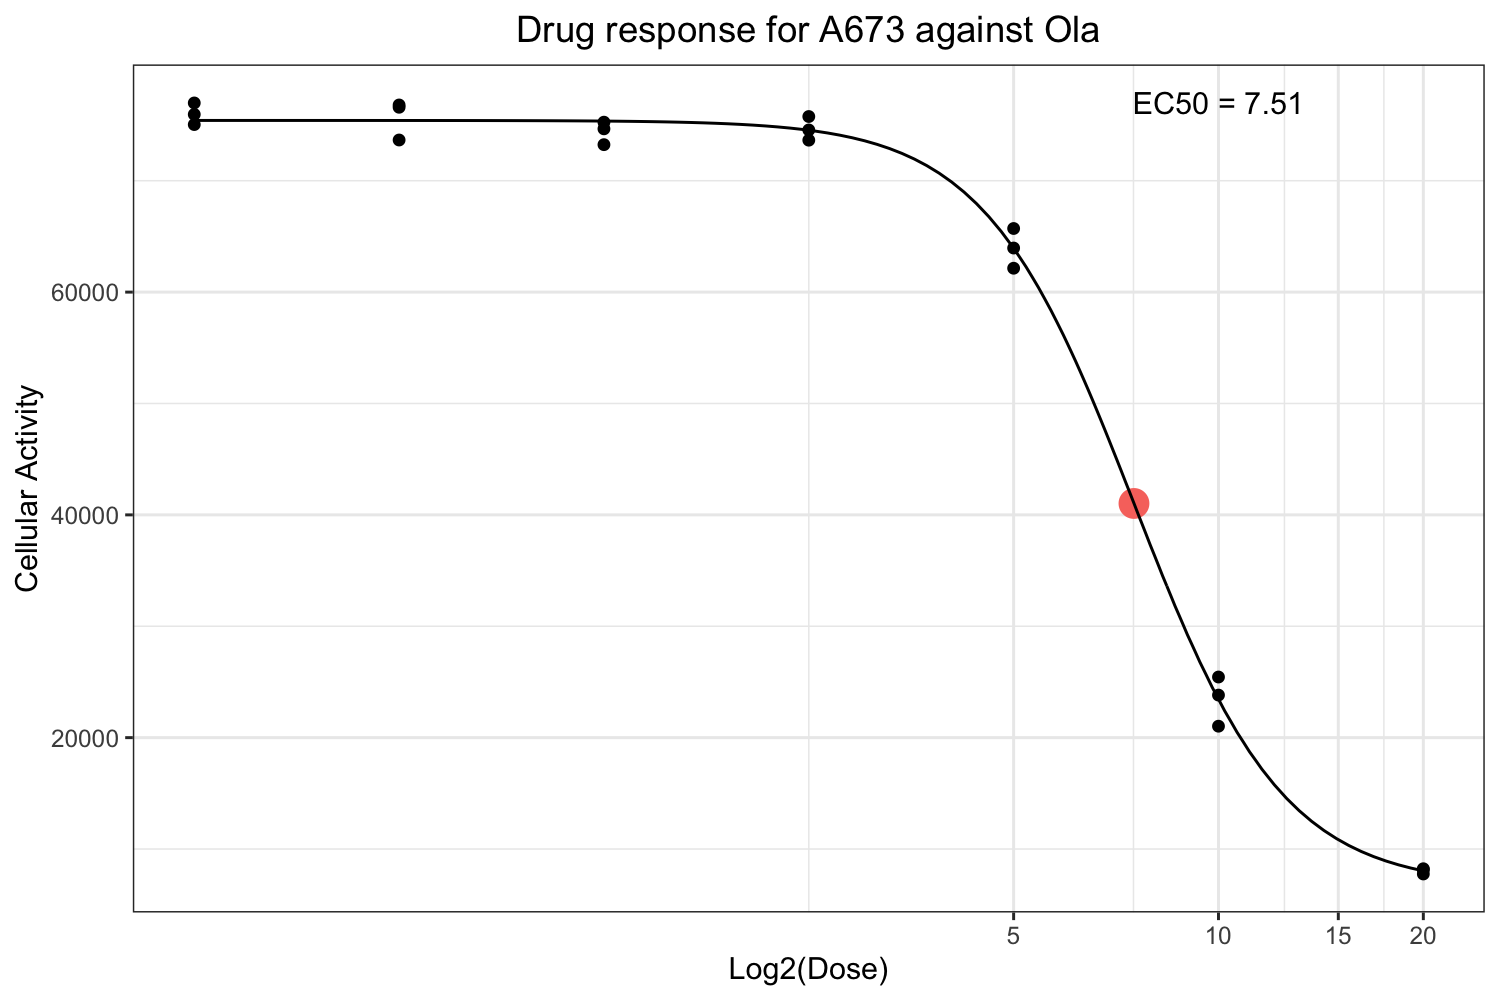 Drug response for A673 against Ola
EC50 = 7.51
Cellular Activity
60000
40000
20000
5 10 15 20
Log2(Dose)